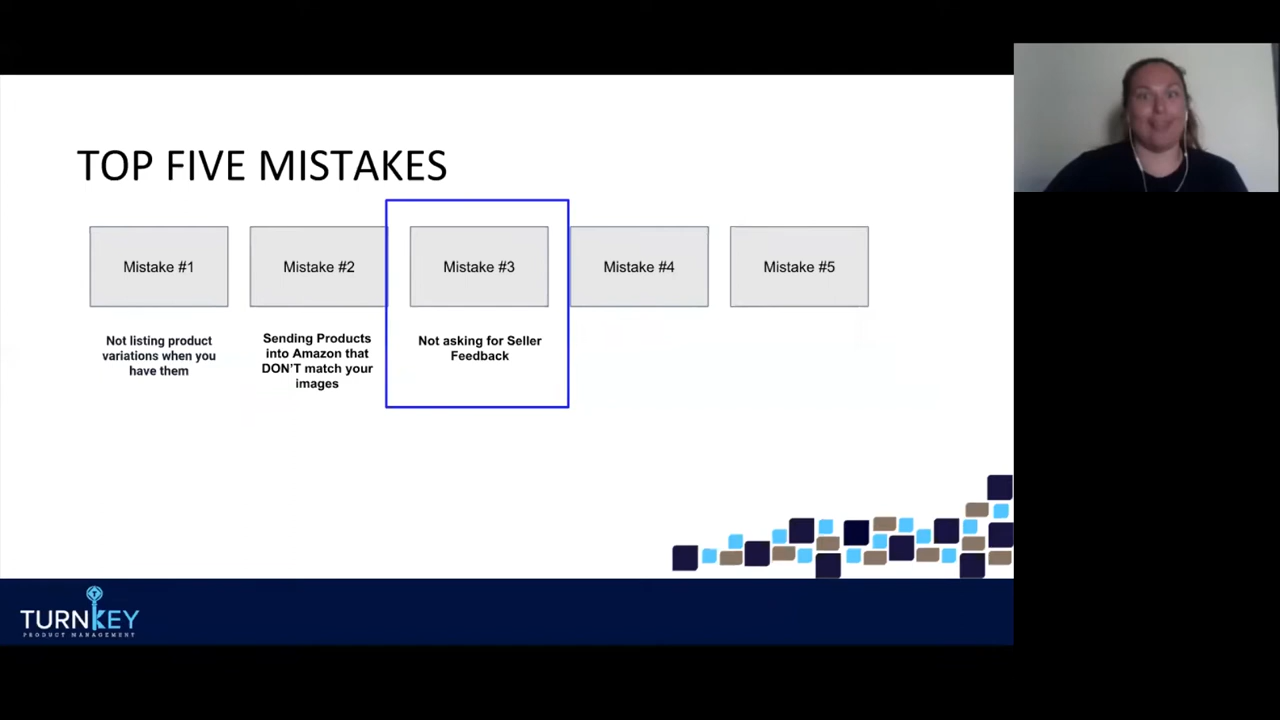 TOP FIVE MISTAKES
Mistake #1
Mistake #2
Mistake #3
Mistake #4
Mistake #5
Not listing product
variations when you
have them
Sending Products
into Amazon that
DON'T match your
images
Not asking for Seller
Feedback
TURNKEY
PRODUCT MANAGEMENT